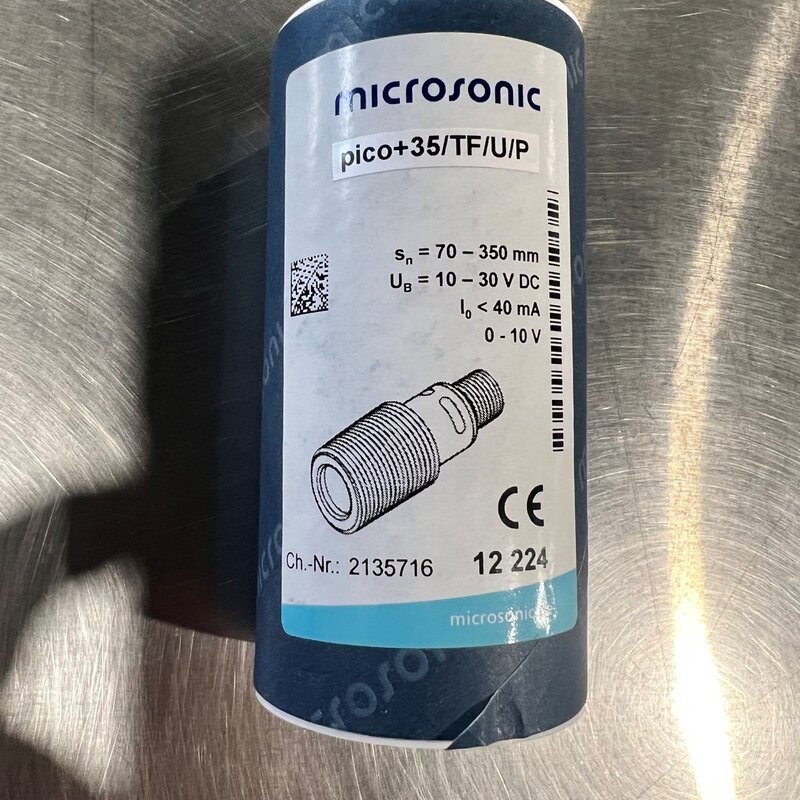 microsonic
pico+35/TF/U/P
sn = 70 – 350 mm
UB = 10 – 30 V DC
I0 < 40 mA
0 - 10 V
CE
Ch.-Nr.: 2135716 12 224
microsonic
microsonic